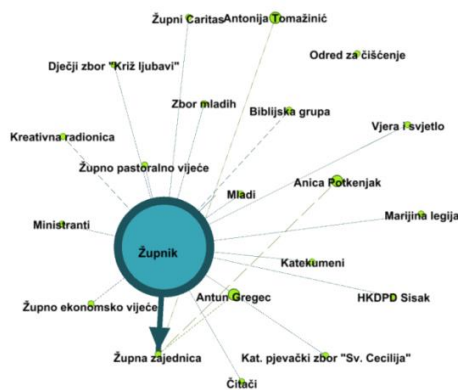 Župni Caritas
Antonija Tomažinić
Odred za čišćenje
Dječji zbor "Križ ljubavi"
Zbor mladih
Biblijska grupa
Vjera i svjetlo
Kreativna radionica
Župno pastoralno vijeće
Anica Potkenjak
Mladi
Marijina legija
Ministranti
Župnik
Katekumeni
Župno ekonomsko vijeće
Antun Gregec
HKDPD Sisak
Župna zajednica
Kat. pjevački zbor "Sv. Cecilija"
Čitači